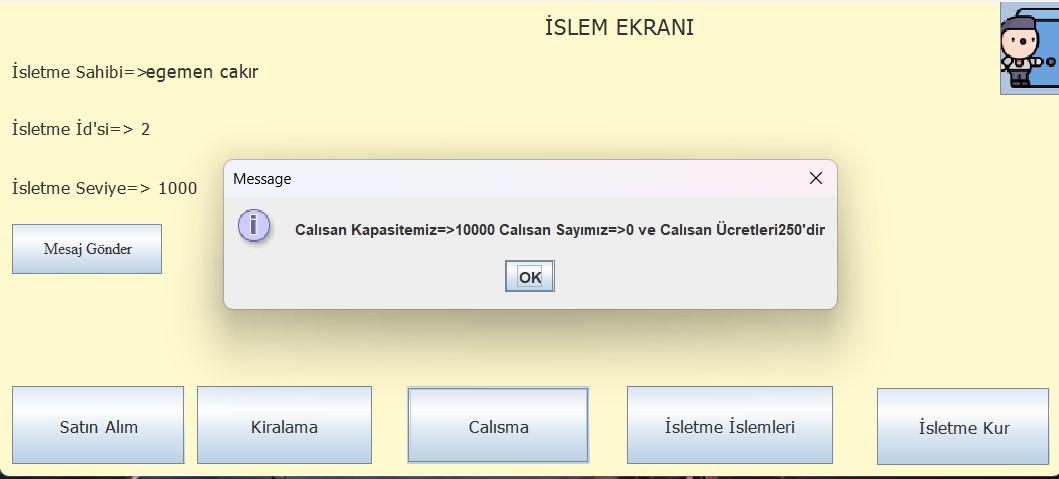 İSLEM EKRANI
İsletme Sahibi=>egemen cakır
İsletme İd'si=> 2
İsletme Seviye=> 1000
Message
Calısan Kapasitemiz=>10000 Calısan Sayımız=>0 ve Calısan Ücretleri250'dir
Mesaj Gönder
OK
Satın Alım
Kiralama
Calısma
İsletme İslemleri
İsletme Kur